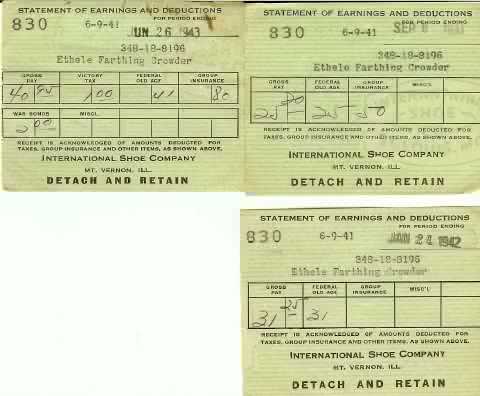 STATEMENT OF EARNINGS AND DEDUCTIONS
FOR PERIOD ENDING
830 6-9-41 JUN 26 1943
348-18-8196
Ethele Farthing Crowder
GROSS PAY VICTORY TAX FEDERAL OLD AGE GROUP INSURANCE
1 00 41 80
WAR BONDS MISCL.
2 00
RECEIPT IS ACKNOWLEDGED OF AMOUNTS DEDUCTED FOR
TAXES, GROUP INSURANCE AND OTHER ITEMS, AS SHOWN ABOVE.
INTERNATIONAL SHOE COMPANY
MT. VERNON, ILL.
DETACH AND RETAIN
STATEMENT OF EARNINGS AND DEDUCTIONS
FOR PERIOD ENDING
830 6-9-41 SEP 1941
348-18-8196
Ethele Farthing Crowder
GROSS PAY FEDERAL OLD AGE GROUP INSURANCE MISC'L
25 25 50
RECEIPT IS ACKNOWLEDGED OF AMOUNTS DEDUCTED FOR
TAXES, GROUP INSURANCE AND OTHER ITEMS, AS SHOWN ABOVE.
INTERNATIONAL SHOE COMPANY
MT. VERNON, ILL.
DETACH AND RETAIN
STATEMENT OF EARNINGS AND DEDUCTIONS
FOR PERIOD ENDING
830 6-9-41 JAN 24 1942
348-18-8196
Ethele Farthing Crowder
GROSS PAY FEDERAL OLD AGE GROUP INSURANCE MISC'L
31 25 31
RECEIPT IS ACKNOWLEDGED OF AMOUNTS DEDUCTED FOR
TAXES, GROUP INSURANCE AND OTHER ITEMS, AS SHOWN ABOVE.
INTERNATIONAL SHOE COMPANY
MT. VERNON, ILL.
DETACH AND RETAIN